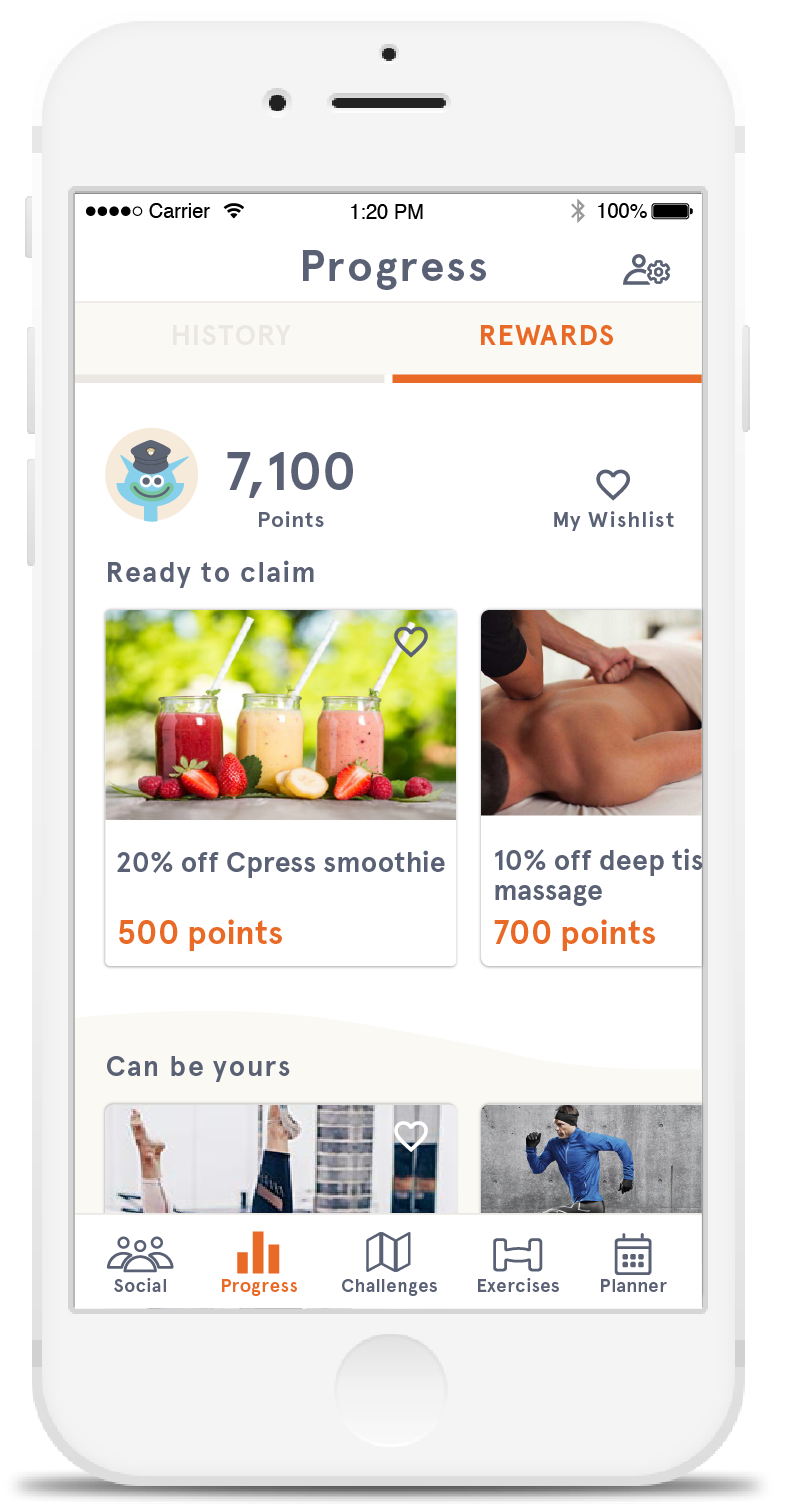 Carrier 1:20 PM 100%
Progress
HISTORY REWARDS
7,100
Points
My Wishlist
Ready to claim
20% off Cpress smoothie
500 points
10% off deep tis
massage
700 points
Can be yours
Social Progress Challenges Exercises Planner